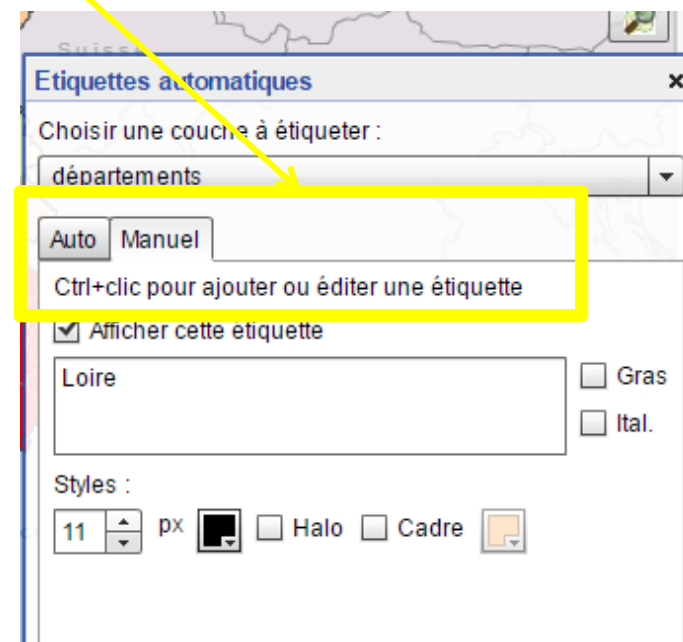 Suisse
Etiquettes automatiques ×
Choisir une couche à étiqueter :
départements
Auto Manuel
Ctrl+clic pour ajouter ou éditer une étiquette
Afficher cette étiquette
Loire
Gras
Ital.
Styles :
11 px Halo Cadre